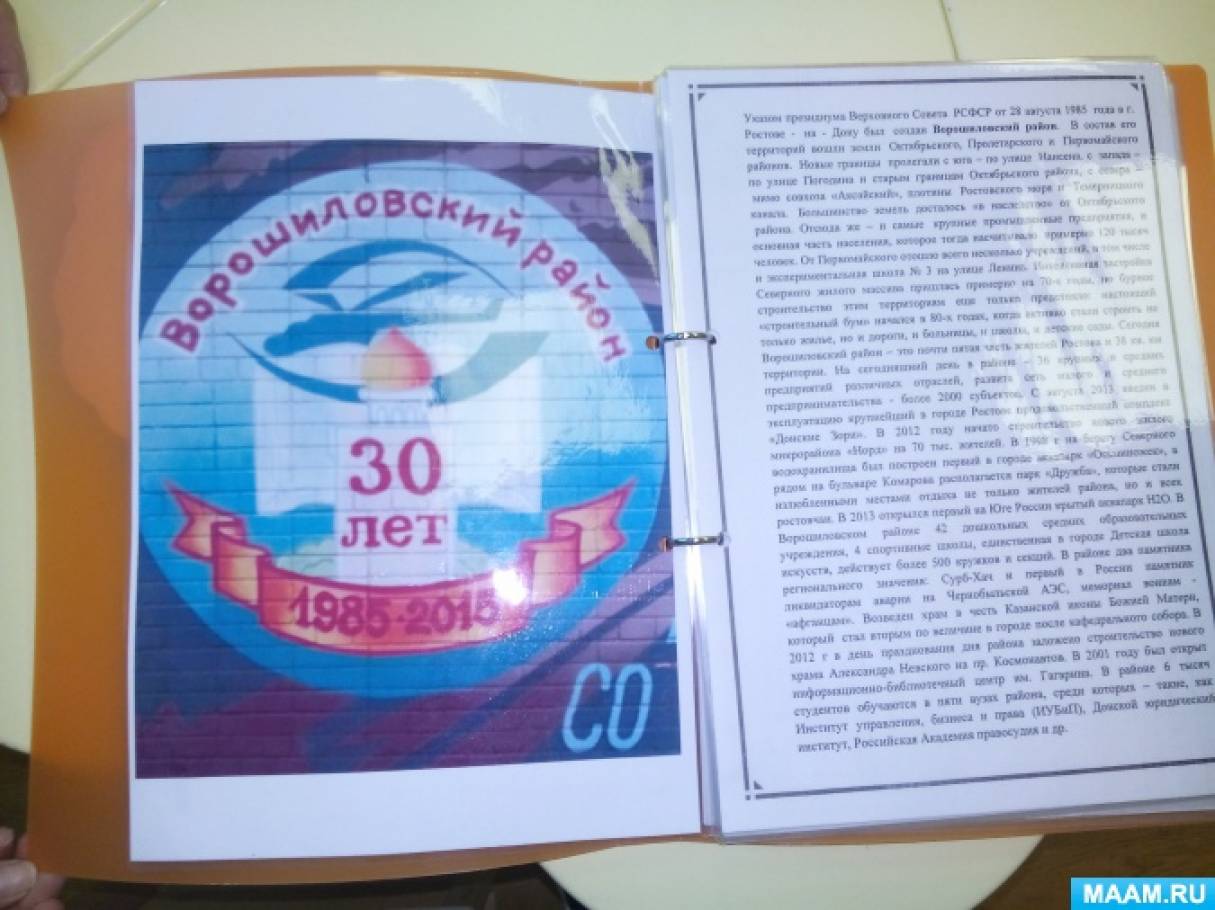 Ворошиловский район
30
лет
1985-2015
СО
Указом президиума Верховного Совета РСФСР от 28 августа 1985 года в г.
Ростове - на - Дону был создан Ворошиловский район. В состав его
территорий вошли земли Октябрьского, Пролетарского и Первомайского
районов. Новые границы пролегали с юга – по улице Нансена, с запада –
по улице Погодина и старым границам Октябрьского района, с севера –
мимо совхоза «Аксайский», плотины Ростовского моря и Темерницкого
канала. Большинство земель досталось «в наследство» от Октябрьского
района. Отсюда же – и самые крупные промышленные предприятия, и
основная часть населения, которое тогда насчитывало примерно 120 тысяч
человек. От Первомайского отошло всего несколько учреждений, в том числе
и экспериментальная школа № 3 на улице Ленина. застройка
Северного жилого массива пришлась примерно на 70-е годы, но бурное
строительство этим территориям еще только предстояло: настоящий
«строительный бум» начался в 80-х годах, когда активно стали строить не
только жилье, но и дороги, и больницы, и школы, и детские сады. Сегодня
Ворошиловский район – это почти пятая часть жителей Ростова и 38 кв. км
территории. На сегодняшний день в районе – 36 крупных и средних
предприятий различных отраслей, развита сеть малого и среднего
предпринимательства - более 2000 субъектов. С августа 2013 введен в
эксплуатацию крупнейший в городе Ростове продовольственный комплекс
«Донские Зори». В 2012 году начато строительство нового жилого
микрорайона «Норд» на 70 тыс. жителей. В 1998 г на берегу Северного
водохранилища был построен первый в городе аквапарк «Осьминожек», а
рядом на бульваре Комарова располагается парк «Дружба», которые стали
излюбленными местами отдыха не только жителей района, но и всех
ростовчан. В 2013 открылся первый на Юге России крытый аквапарк H2O. В
Ворошиловском районе 42 дошкольных средних образовательных
учреждения, 4 спортивные школы, единственная в городе Детская школа
искусств, действует более 500 кружков и секций. В районе два памятника
регионального значения: Сурб-Хач и первый в России памятник
ликвидаторам аварии на Чернобыльской АЭС, мемориал воинам -
«афганцам». Возведен храм в честь Казанской иконы Божией Матери,
который стал вторым по величине в городе после кафедрального собора. В
2012 г в день празднования дня района заложено строительство нового
храма Александра Невского на пр. Космонавтов. В 2001 году был открыт
информационно-библиотечный центр им. Гагарина. В районе 6 тысяч
студентов обучаются в пяти вузах района, среди которых – такие, как
Институт управления, бизнеса и права (ИУБиП), Донской юридический
институт, Российская Академия правосудия и др.
MAAM.RU